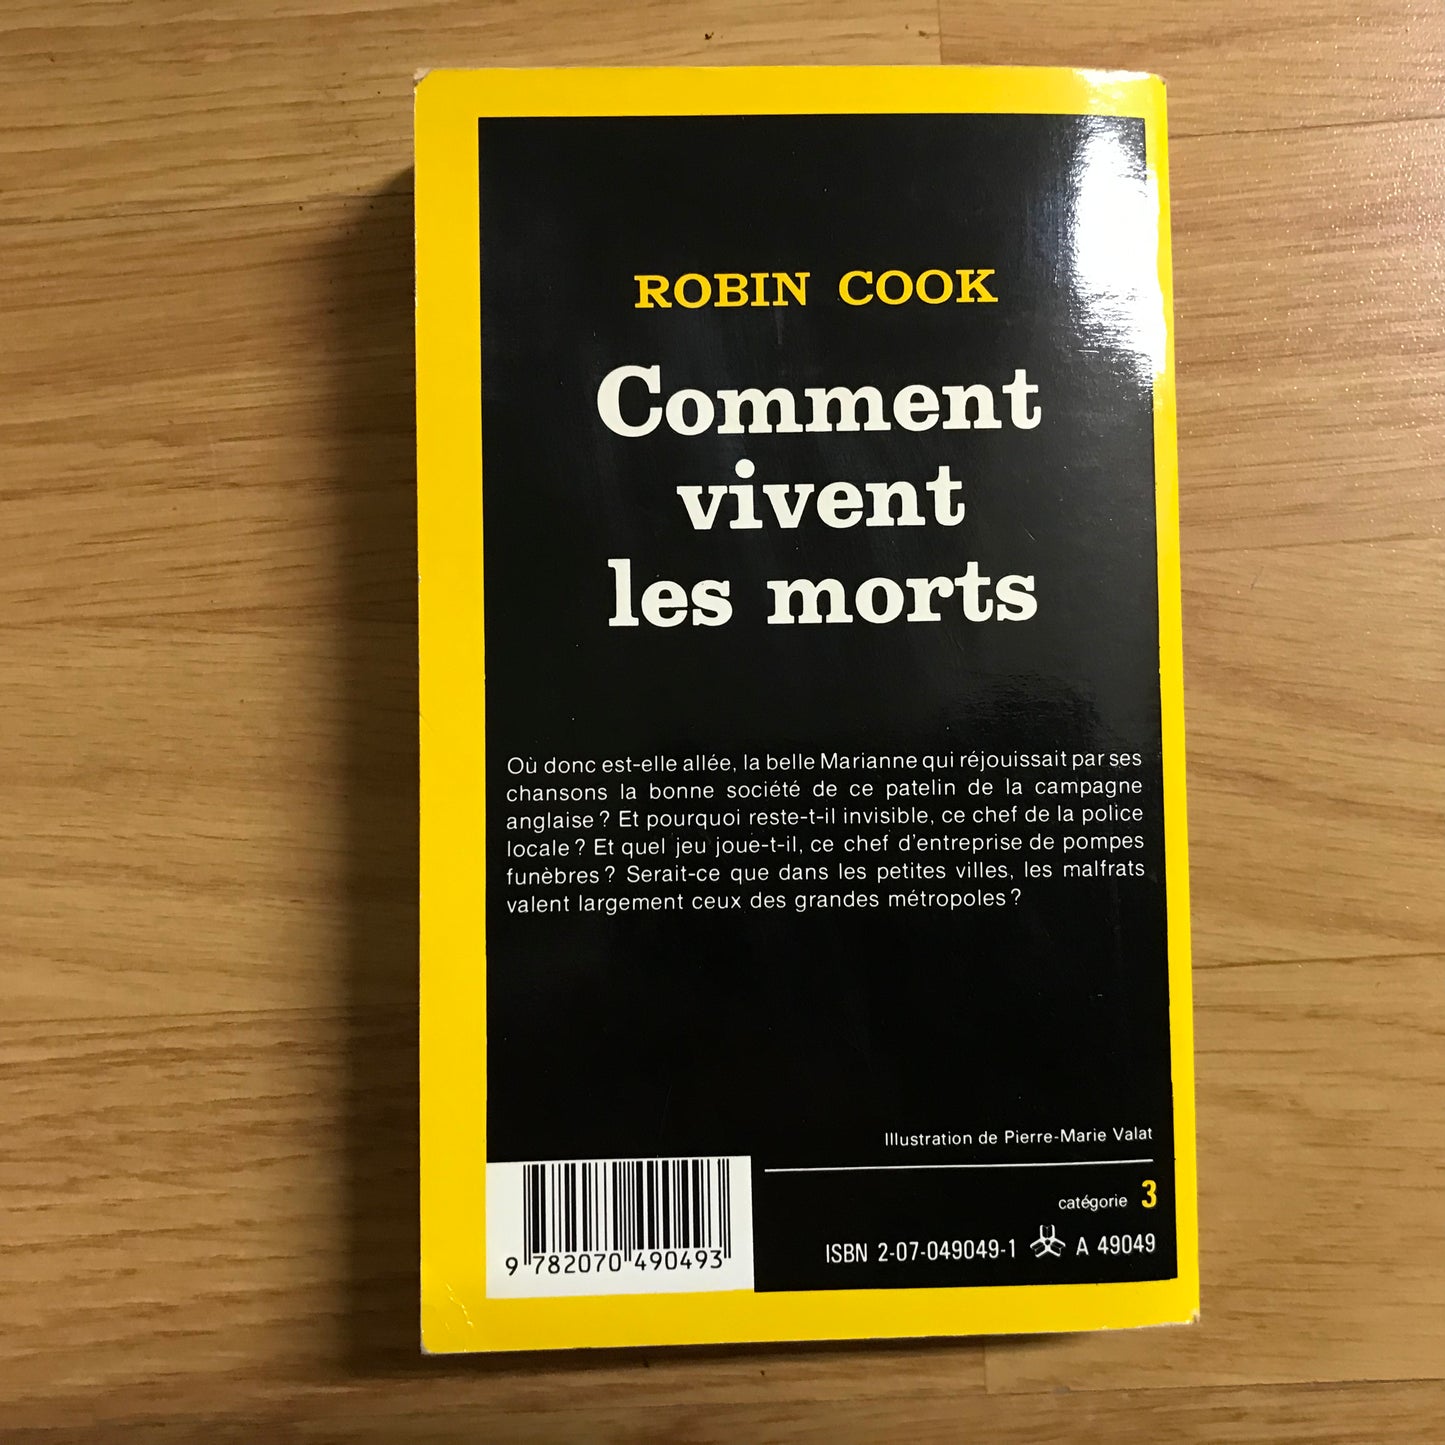 ROBIN COOK
Comment
vivent
les morts
Où donc est-elle allée, la belle Marianne qui réjouissait par ses
chansons la bonne société de ce patelin de la campagne
anglaise ? Et pourquoi reste-t-il invisible, ce chef de la police
locale ? Et quel jeu joue-t-il, ce chef d'entreprise de pompes
funèbres ? Serait-ce que dans les petites villes, les malfrats
valent largement ceux des grandes métropoles ?
Illustration de Pierre-Marie Valat
catégorie 3
ISBN 2-07-049049-1 A 49049
9 782070 490493